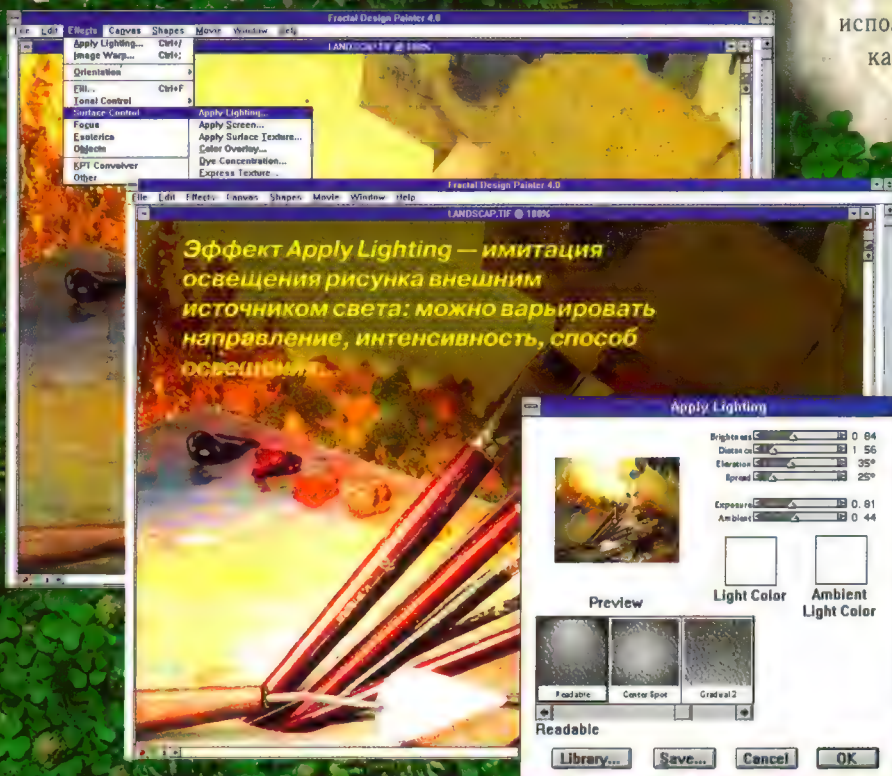 испол
ка
Fractal Design Painter 4.0
File Edit Effects Canvas Shapes Movie Window Help
LANDSCAP.TIF @ 100%
Apply Lighting... Ctrl+/
Image Warp... Ctrl+;
Orientation
Fill... Ctrl+F
Tonal Control
Surface Control
Focus
Esoterica
Objects
KPT Convolver
Other
Apply Lighting...
Apply Screen...
Apply Surface Texture...
Color Overlay...
Dye Concentration...
Express Texture...
Fractal Design Painter 4.0
File Edit Effects Canvas Shapes Movie Window Help
LANDSCAP.TIF @ 100%
Эффект Apply Lighting — имитация
освещения рисунка внешним
источником света: можно варьировать
направление, интенсивность, способ
освещения...
Apply Lighting
Brightness 0 84
Distance 1 56
Elevation 35°
Spread 25°
Exposure 0.81
Ambient 0 44
Light Color
Ambient
Light Color
Preview
Readable Center Spot Gradual 2
Readable
Library... Save... Cancel OK